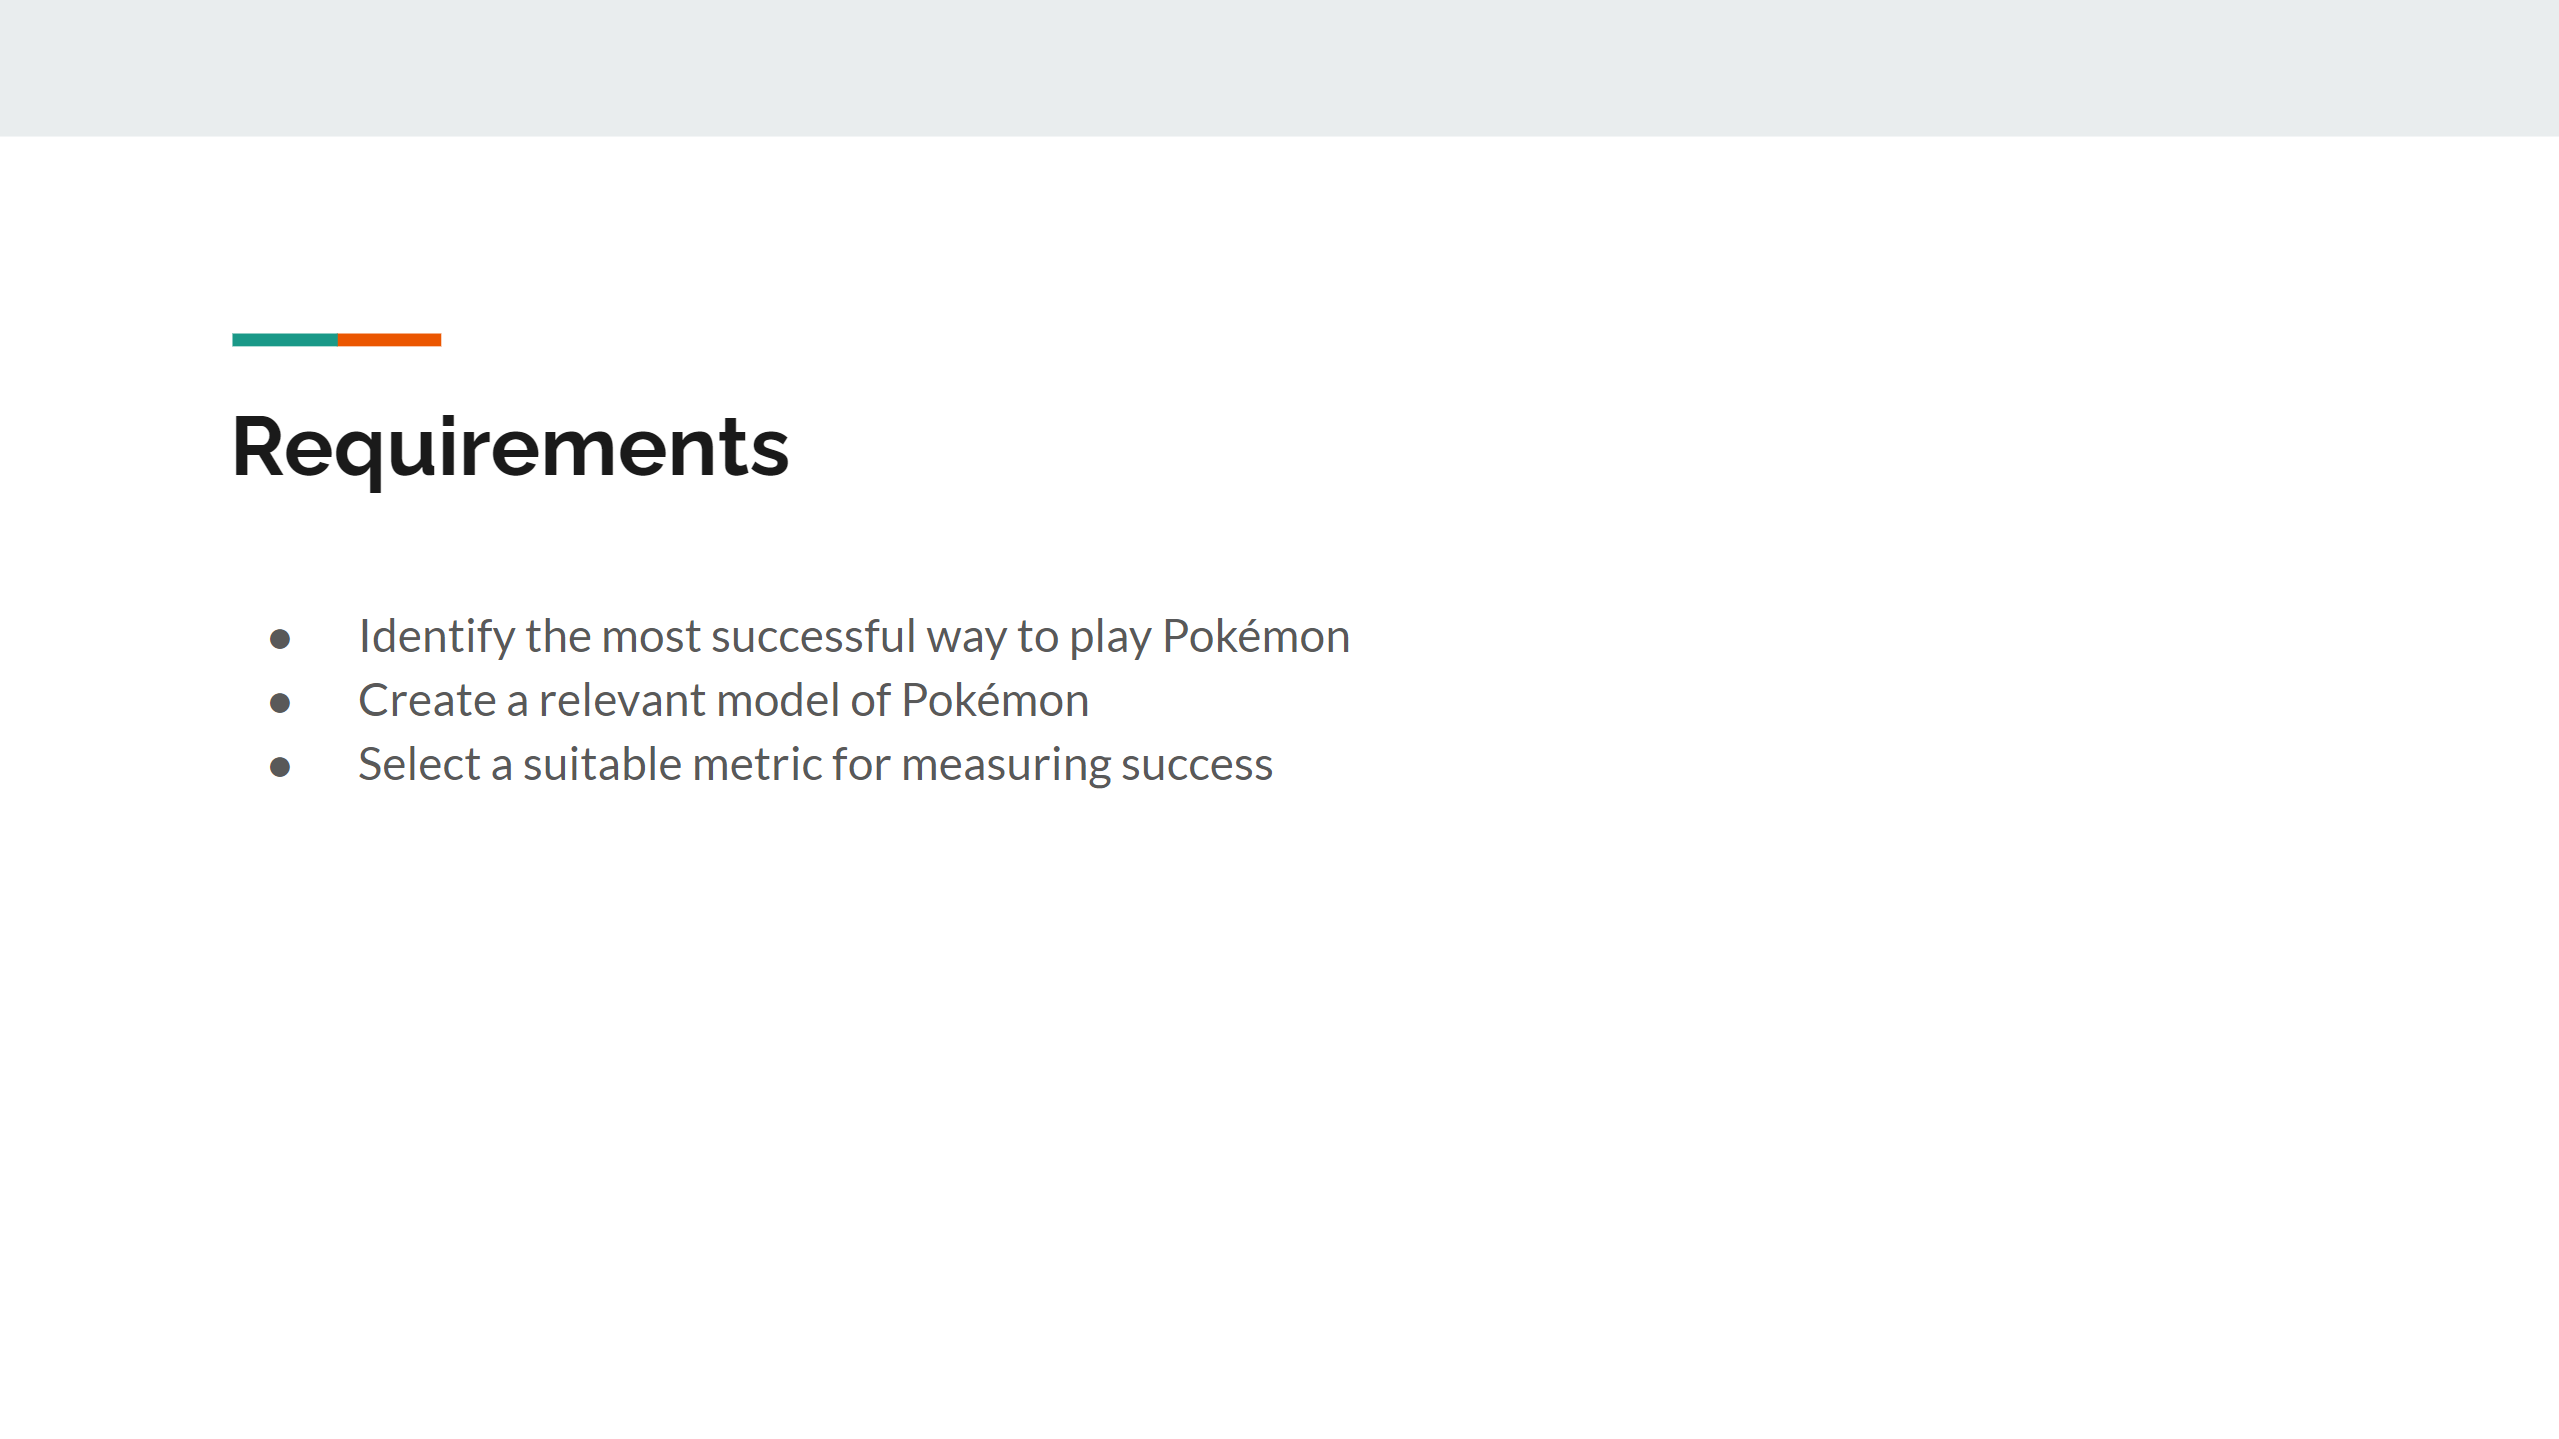 Requirements
● Identify the most successful way to play Pokémon
● Create a relevant model of Pokémon
● Select a suitable metric for measuring success